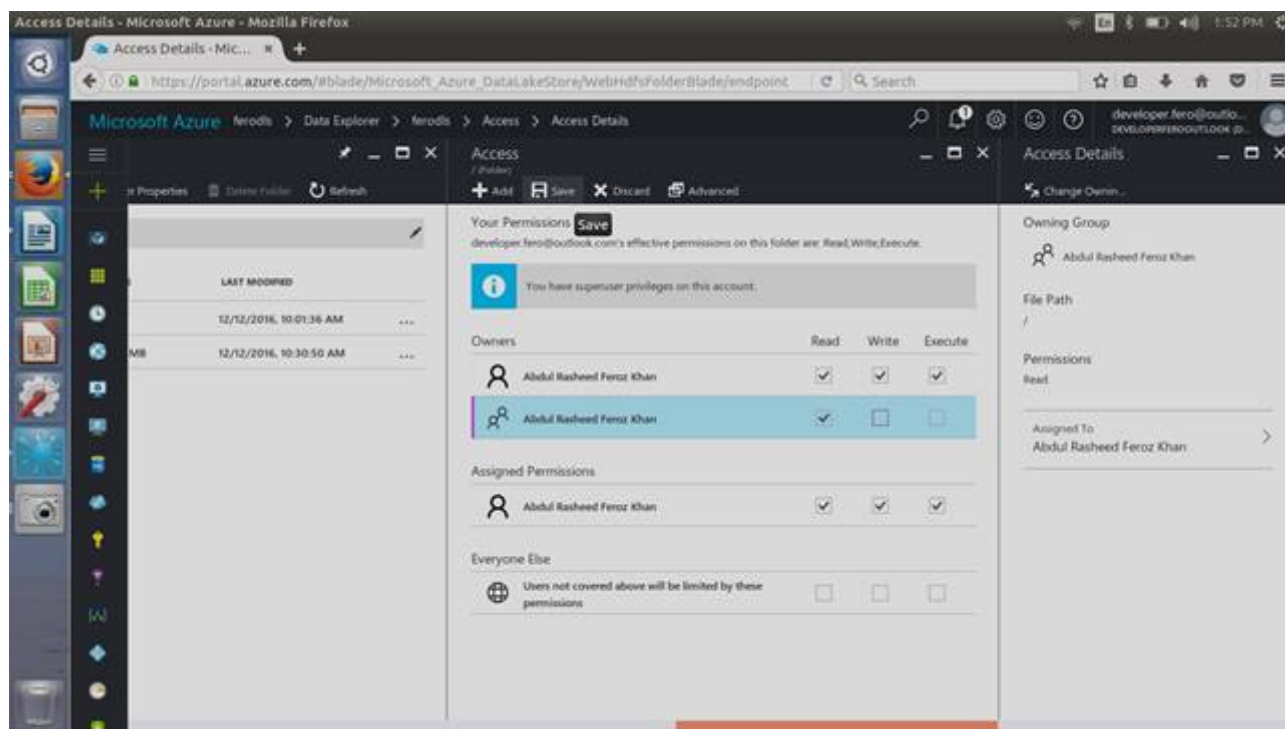 Access Details - Microsoft Azure - Mozilla Firefox
En
1:52 PM
Access Details - Mic...
https://portal.azure.com/#blade/Microsoft_Azure_DataLakeStore/WebHdfsFolderBlade/endpoint
Search
Microsoft Azure ferodls > Data Explorer > ferodls > Access > Access Details
1
developer.fero@outlo...
Access
/ (Folder)
Access Details
Properties
Delete Folder
Refresh
Add
Save
Discard
Advanced
Change Ownin...
Your Permissions
Save
developer.fero@outlook.com's effective permissions on this folder are: Read,Write,Execute.
You have superuser privileges on this account.
LAST MODIFIED
12/12/2016, 10:01:36 AM
...
MB
12/12/2016, 10:30:50 AM
...
Owners
Read
Write
Execute
Abdul Rasheed Feroz Khan
Abdul Rasheed Feroz Khan
Assigned Permissions
Abdul Rasheed Feroz Khan
Everyone Else
Users not covered above will be limited by these
permissions
Owning Group
Abdul Rasheed Feroz Khan
File Path
/
Permissions
Read
Assigned To
Abdul Rasheed Feroz Khan